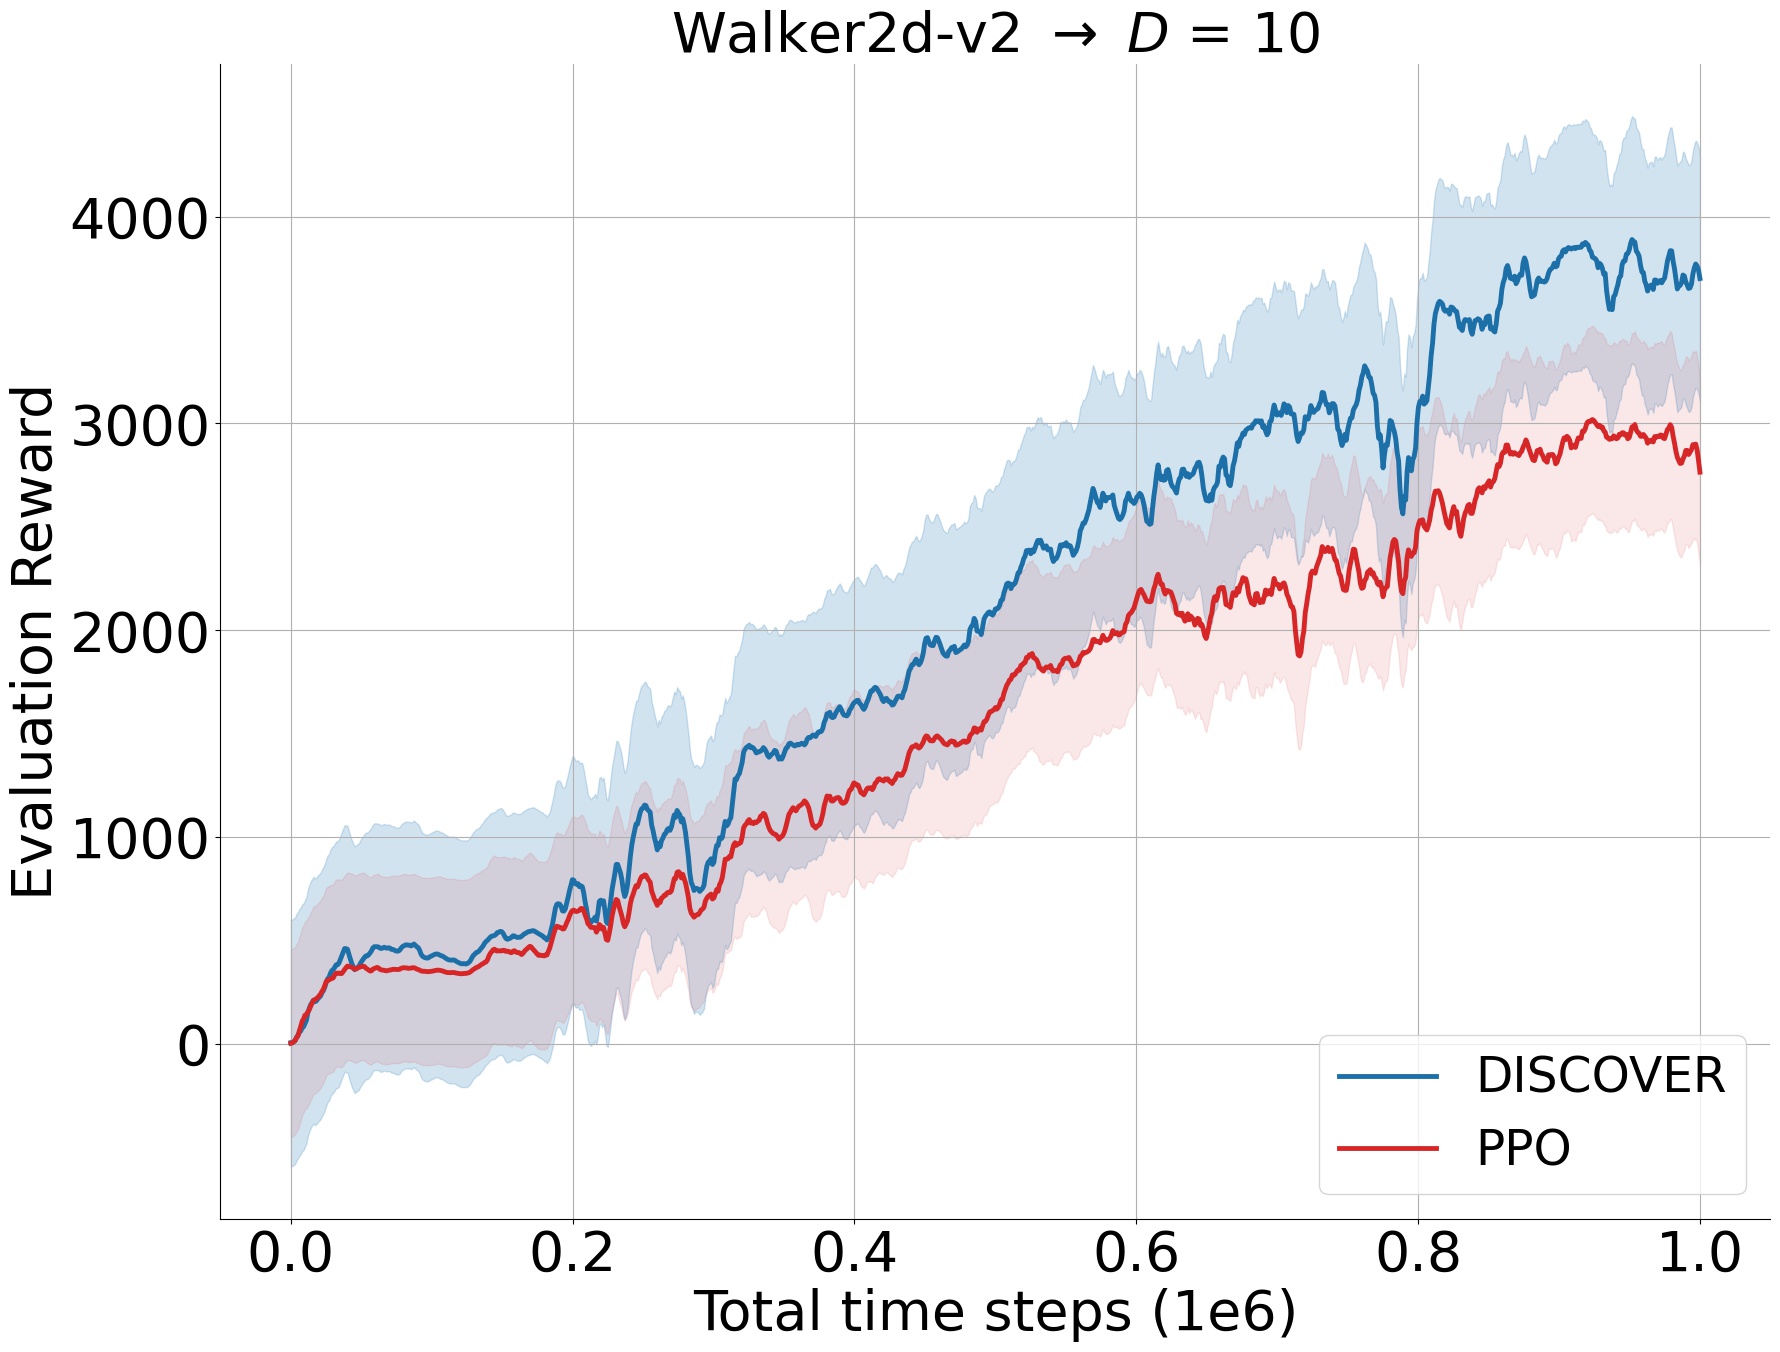 Walker2d-v2 → D = 10
Evaluation Reward
4000
3000
2000
1000
0
0.0 0.2 0.4 0.6 0.8 1.0
Total time steps (1e6)
DISCOVER
PPO